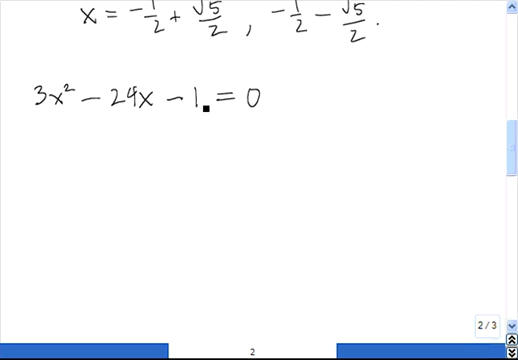 x = -1/2 + √5/2 , -1/2 - √5/2 .
3x² - 24x - 1 = 0
2 / 3
2